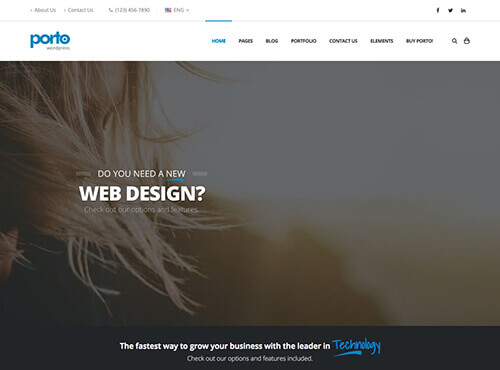 About Us Contact Us (123) 456-7890 ENG
porto
wordpress
HOME PAGES BLOG PORTFOLIO CONTACT US ELEMENTS BUY PORTO!
DO YOU NEED A NEW
WEB DESIGN?
Check out our options and features.
The fastest way to grow your business with the leader in Technology
Check out our options and features included.